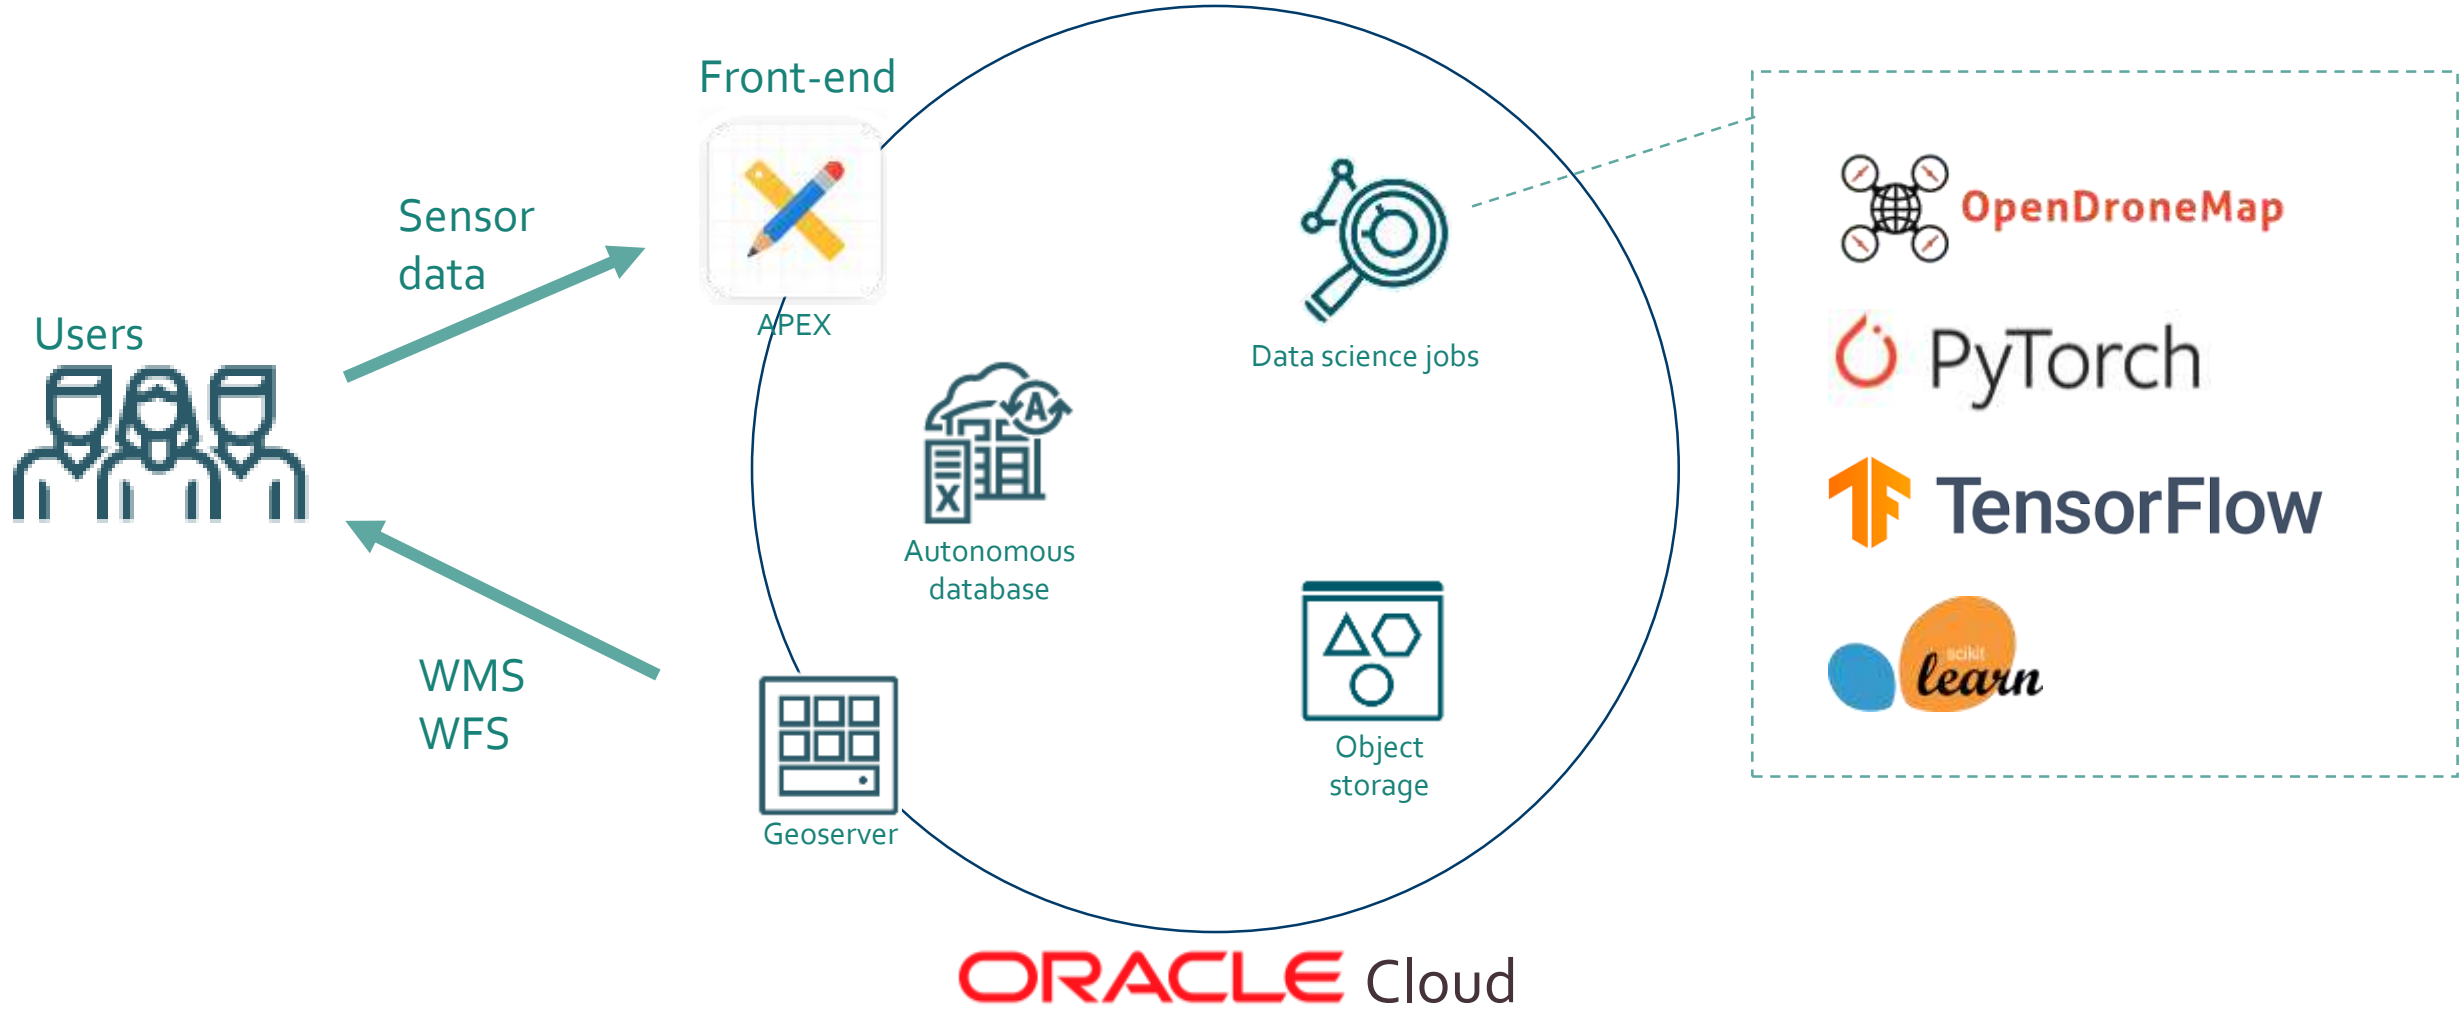 Front-end
APEX
Sensor
data
Users
WMS
WFS
A
X
Autonomous
database
Geoserver
Data science jobs
Object
storage
OpenDroneMap
PyTorch
TensorFlow
scikit
learn
ORACLE Cloud